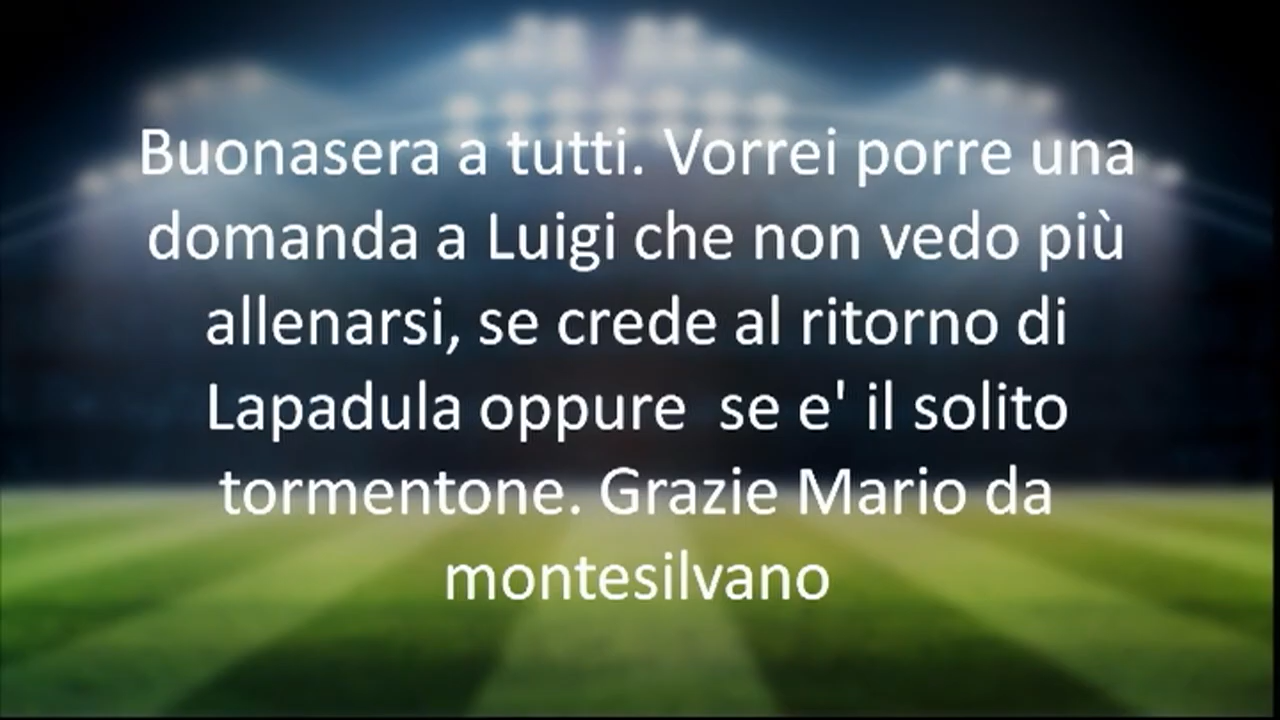 Buonasera a tutti. Vorrei porre una
domanda a Luigi che non vedo più
allenarsi, se crede al ritorno di
Lapadula oppure  se e' il solito
tormentone. Grazie Mario da
montesilvano